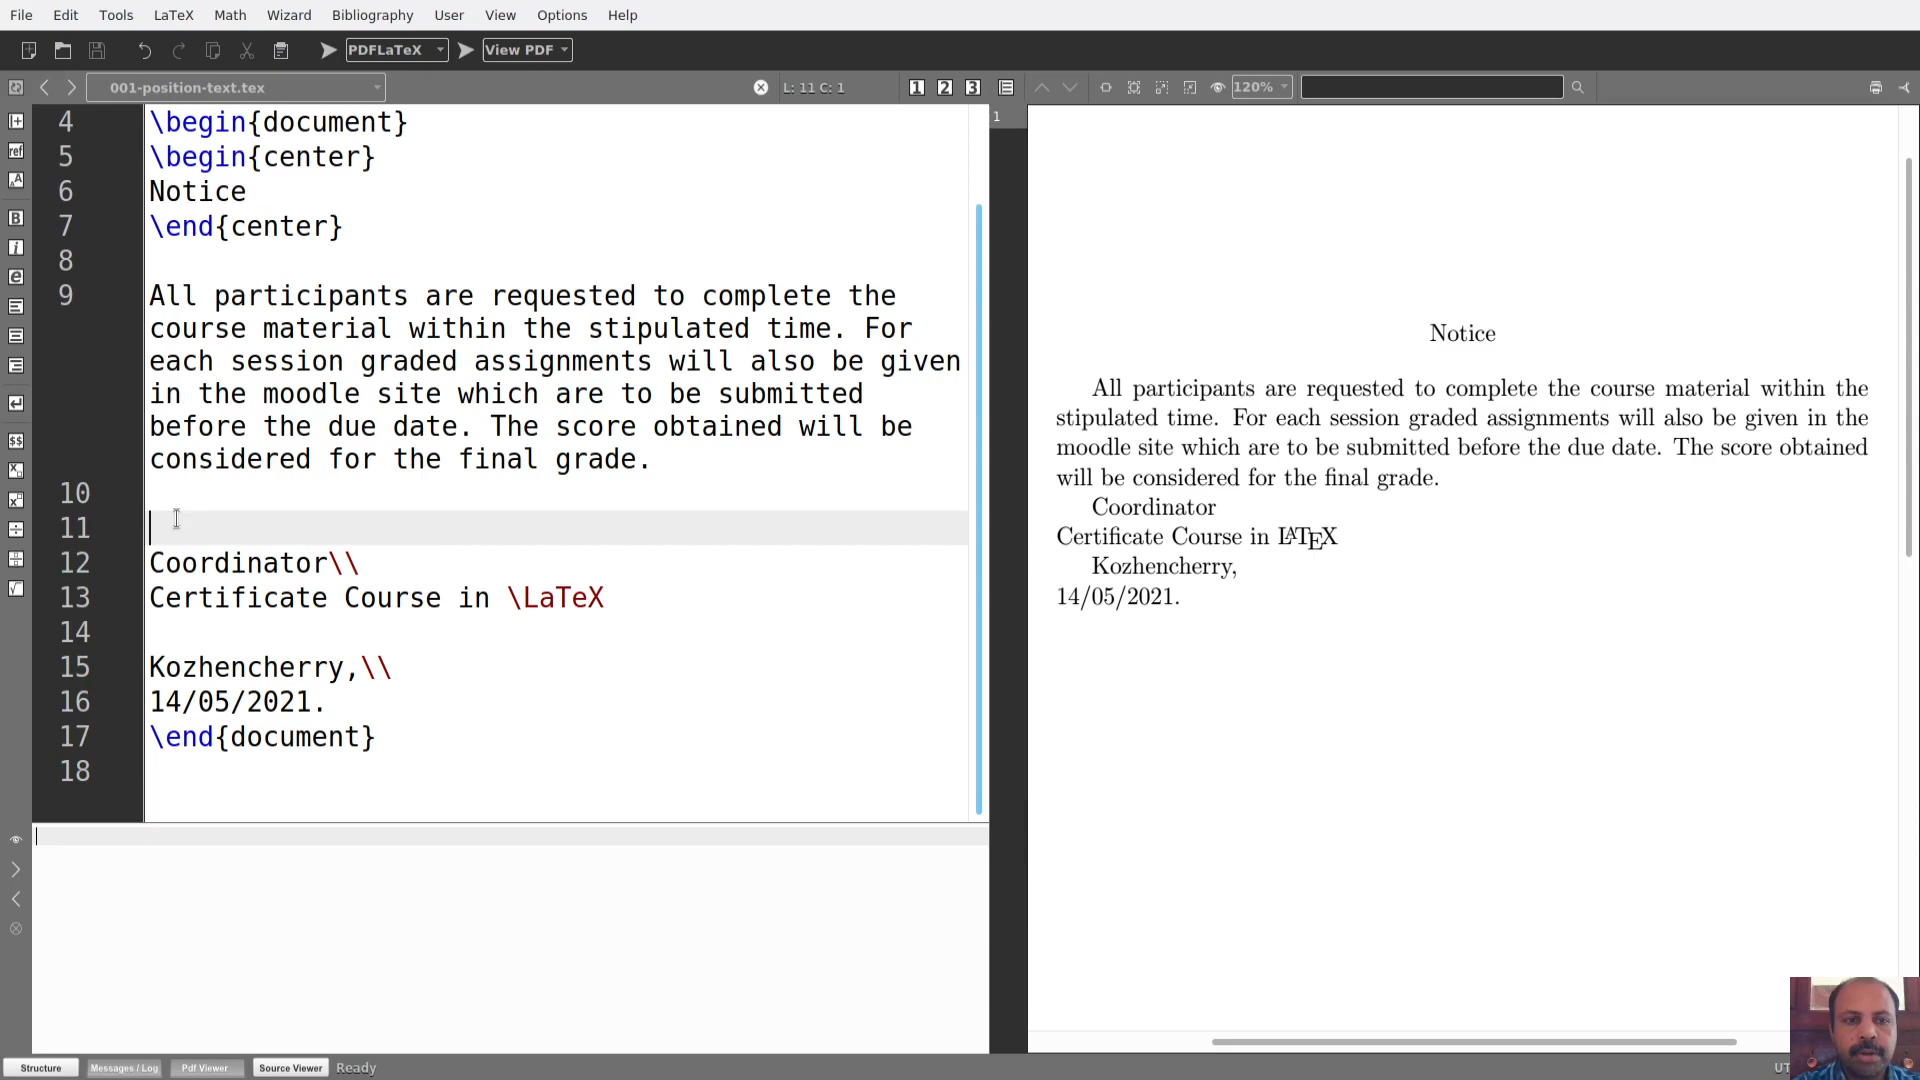 File Edit Tools LaTeX Math Wizard Bibliography User View Options Help
PDFLaTeX View PDF
001-position-text.tex L: 11 C: 1 1 2 3 120%
4 \begin{document}
5 \begin{center}
6 Notice
7 \end{center}
8
9 All participants are requested to complete the
course material within the stipulated time. For
each session graded assignments will also be given
in the moodle site which are to be submitted
before the due date. The score obtained will be
considered for the final grade.
10
11
12 Coordinator\\
13 Certificate Course in \LaTeX
14
15 Kozhencherry,\\
16 14/05/2021.
17 \end{document}
18
1
Notice
All participants are requested to complete the course material within the
stipulated time. For each session graded assignments will also be given in the
moodle site which are to be submitted before the due date. The score obtained
will be considered for the final grade.
Coordinator
Certificate Course in LATEX
Kozhencherry,
14/05/2021.
Structure Messages / Log Pdf Viewer Source Viewer Ready